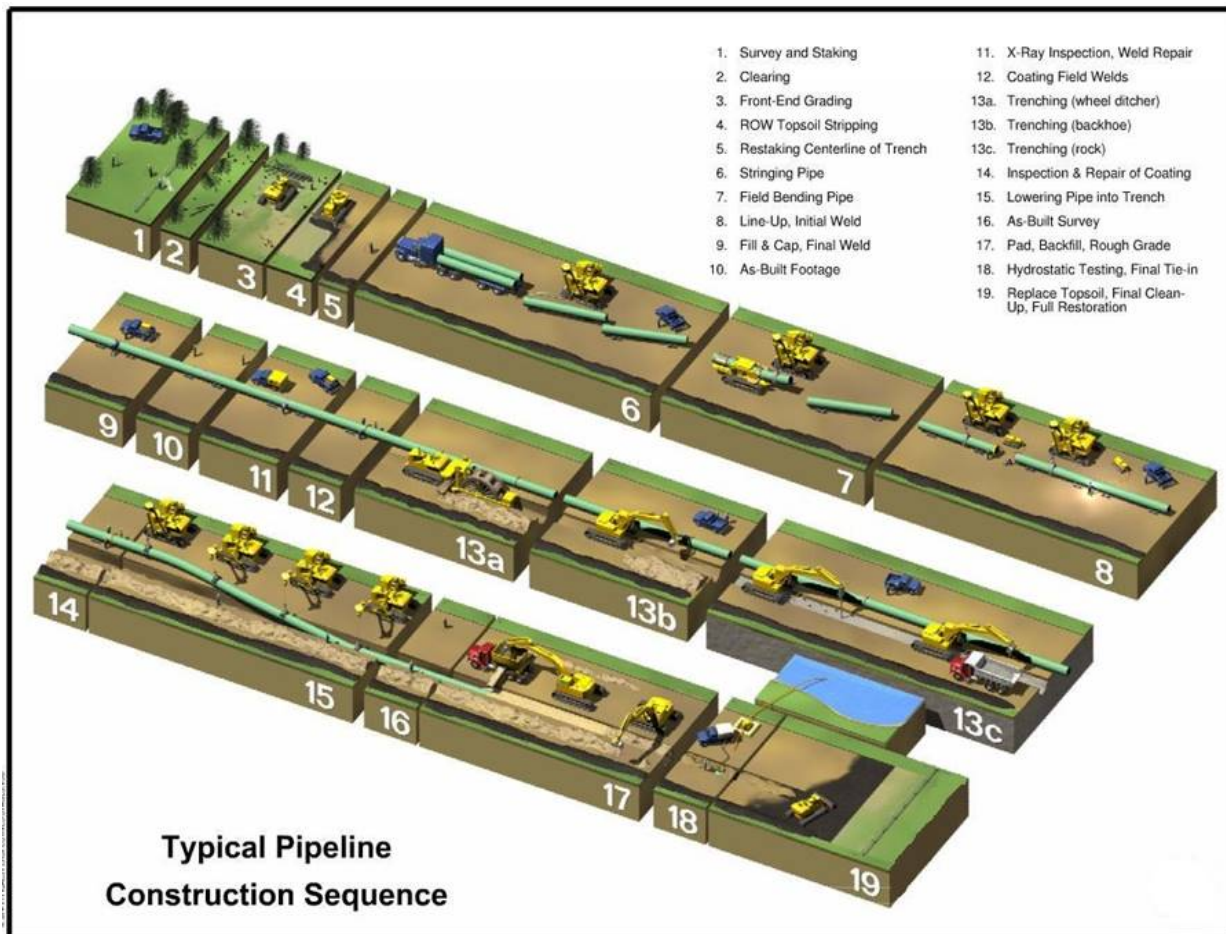 1. Survey and Staking
2. Clearing
3. Front-End Grading
4. ROW Topsoil Stripping
5. Restaking Centerline of Trench
6. Stringing Pipe
7. Field Bending Pipe
8. Line-Up, Initial Weld
9. Fill & Cap, Final Weld
10. As-Built Footage
11. X-Ray Inspection, Weld Repair
12. Coating Field Welds
13a. Trenching (wheel ditcher)
13b. Trenching (backhoe)
13c. Trenching (rock)
14. Inspection & Repair of Coating
15. Lowering Pipe into Trench
16. As-Built Survey
17. Pad, Backfill, Rough Grade
18. Hydrostatic Testing, Final Tie-in
19. Replace Topsoil, Final Clean-
Up, Full Restoration
1
2
3
4
5
6
7
8
9
10
11
12
13a
13b
13c
14
15
16
17
18
19
Typical Pipeline
Construction Sequence